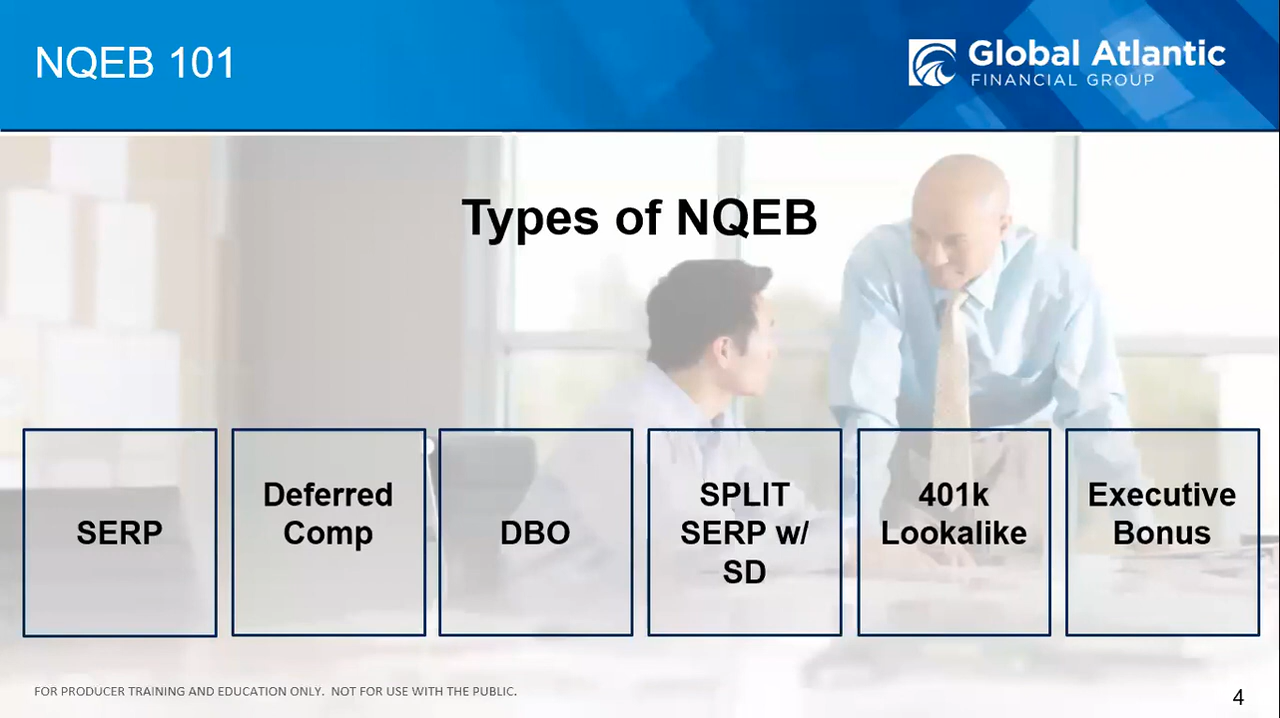 NQEB 101
Global Atlantic
FINANCIAL GROUP
Types of NQEB
SERP
Deferred
Comp
DBO
SPLIT
SERP w/
SD
401k
Lookalike
Executive
Bonus
FOR PRODUCER TRAINING AND EDUCATION ONLY. NOT FOR USE WITH THE PUBLIC.
4